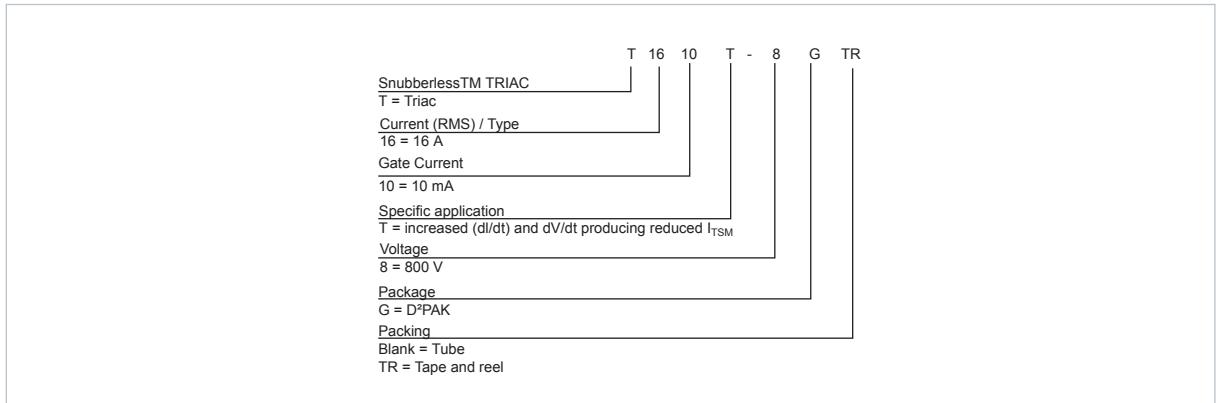 T 16 10 T - 8 G TR
SnubberlessTM TRIAC
T = Triac
Current (RMS) / Type
16 = 16 A
Gate Current
10 = 10 mA
Specific application
T = increased (dI/dt) and dV/dt producing reduced ITSM
Voltage
8 = 800 V
Package
G = D²PAK
Packing
Blank = Tube
TR = Tape and reel